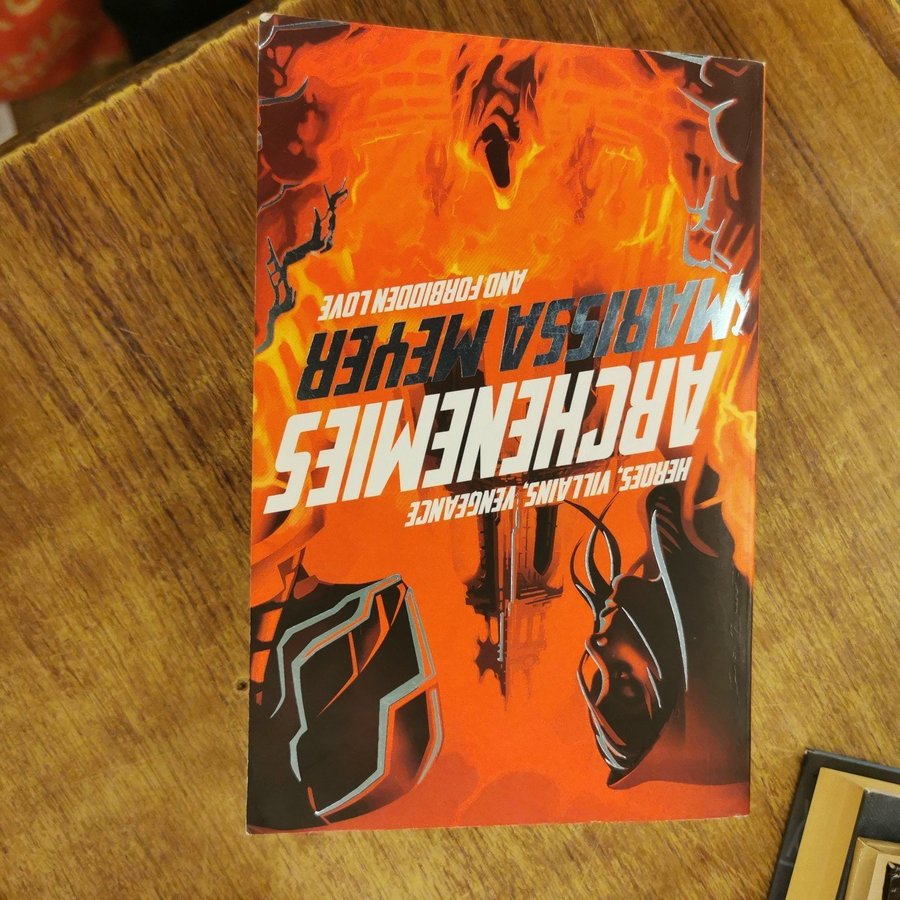 HEROES, VILLAINS, VENGEANCE
ARCHENEMIES
MARISSA MEYER
AND FORBIDDEN LOVE